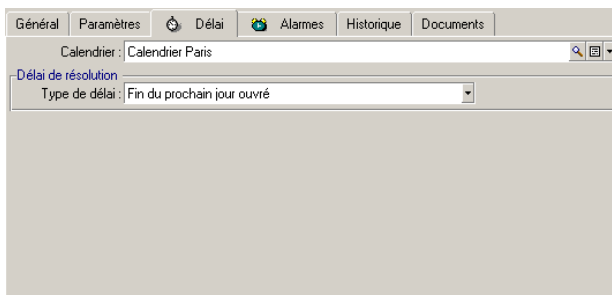 Général Paramètres Délai Alarmes Historique Documents
Calendrier : Calendrier Paris
Délai de résolution
Type de délai : Fin du prochain jour ouvré